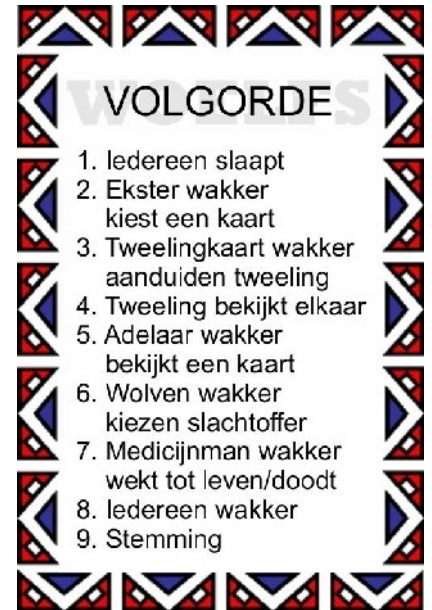 VOLGORDE
1. Iedereen slaapt
2. Ekster wakker
kiest een kaart
3. Tweelingkaart wakker
aanduiden tweeling
4. Tweeling bekijkt elkaar
5. Adelaar wakker
bekijkt een kaart
6. Wolven wakker
kiezen slachtoffer
7. Medicijnman wakker
wekt tot leven/doodt
8. Iedereen wakker
9. Stemming